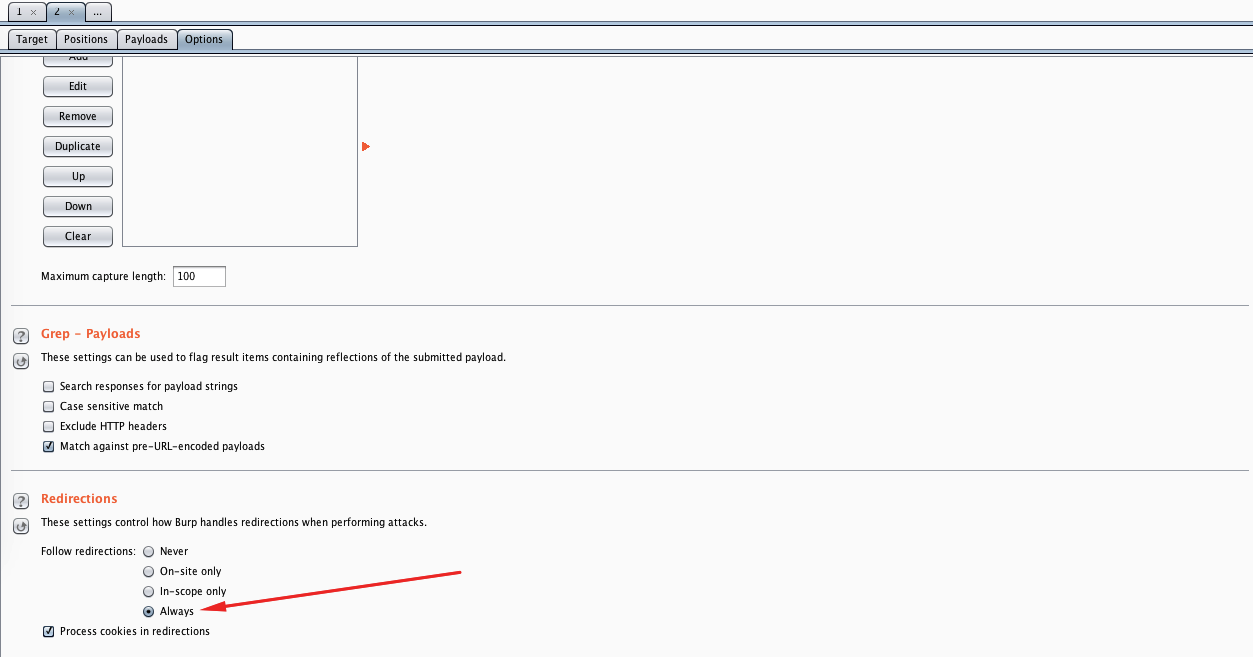 1 × 2 × ...
Target Positions Payloads Options
Add
Edit
Remove
Duplicate
Up
Down
Clear
Maximum capture length: 100
? Grep - Payloads
These settings can be used to flag result items containing reflections of the submitted payload.
Search responses for payload strings
Case sensitive match
Exclude HTTP headers
Match against pre-URL-encoded payloads
? Redirections
These settings control how Burp handles redirections when performing attacks.
Follow redirections: Never
On-site only
In-scope only
Always
Process cookies in redirections